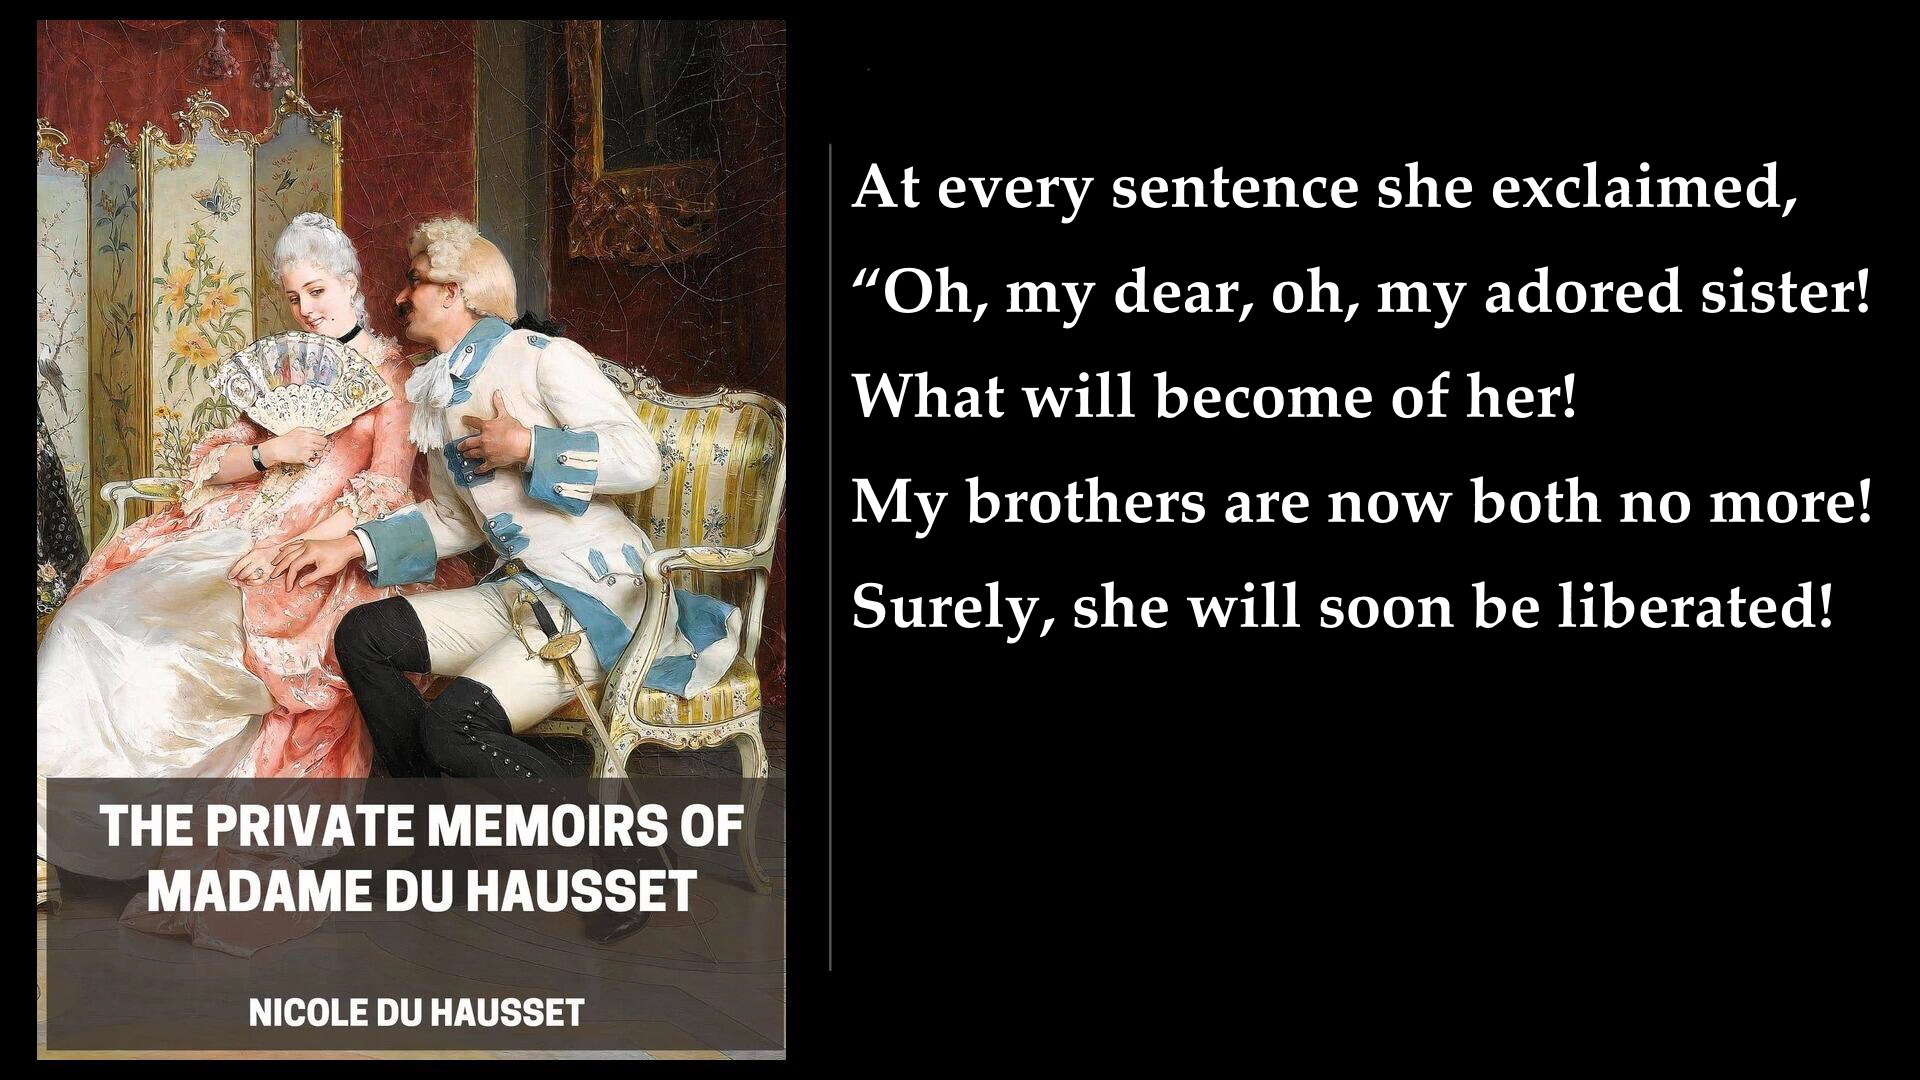 THE PRIVATE MEMOIRS OF
MADAME DU HAUSSET
NICOLE DU HAUSSET
At every sentence she exclaimed,
“Oh, my dear, oh, my adored sister!
What will become of her!
My brothers are now both no more!
Surely, she will soon be liberated!